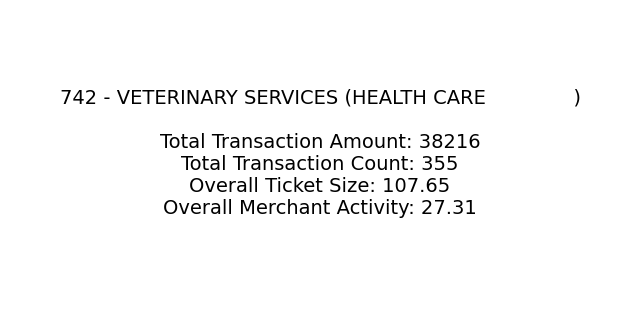 742 - VETERINARY SERVICES (HEALTH CARE              )
Total Transaction Amount: 38216
Total Transaction Count: 355
Overall Ticket Size: 107.65
Overall Merchant Activity: 27.31